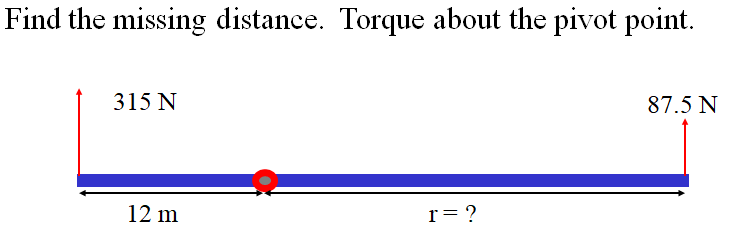 Find the missing distance.  Torque about the pivot point.
315 N
87.5 N
12 m
r = ?